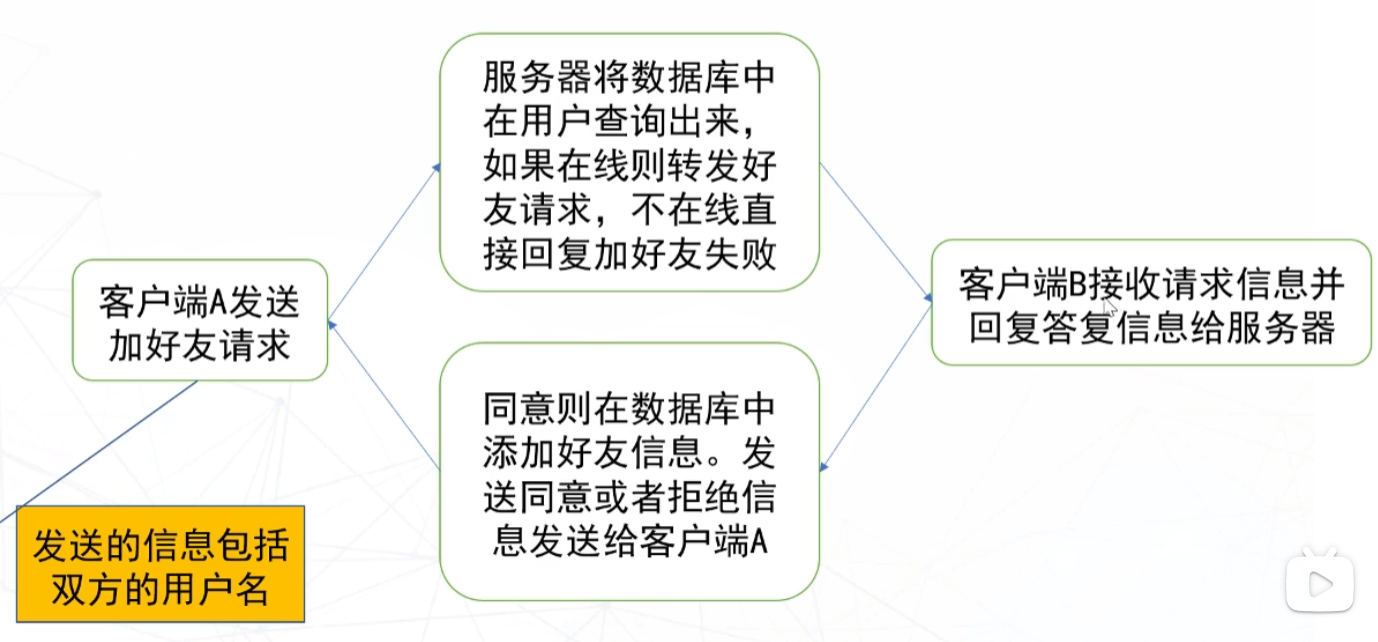 服务器将数据库中
在用户查询出来，
如果在线则转发好
友请求，不在线直
接回复加好友失败
客户端A发送
加好友请求
客户端B接收请求信息并
回复答复信息给服务器
同意则在数据库中
添加好友信息。发
送同意或者拒绝信
息发送给客户端A
发送的信息包括
双方的用户名